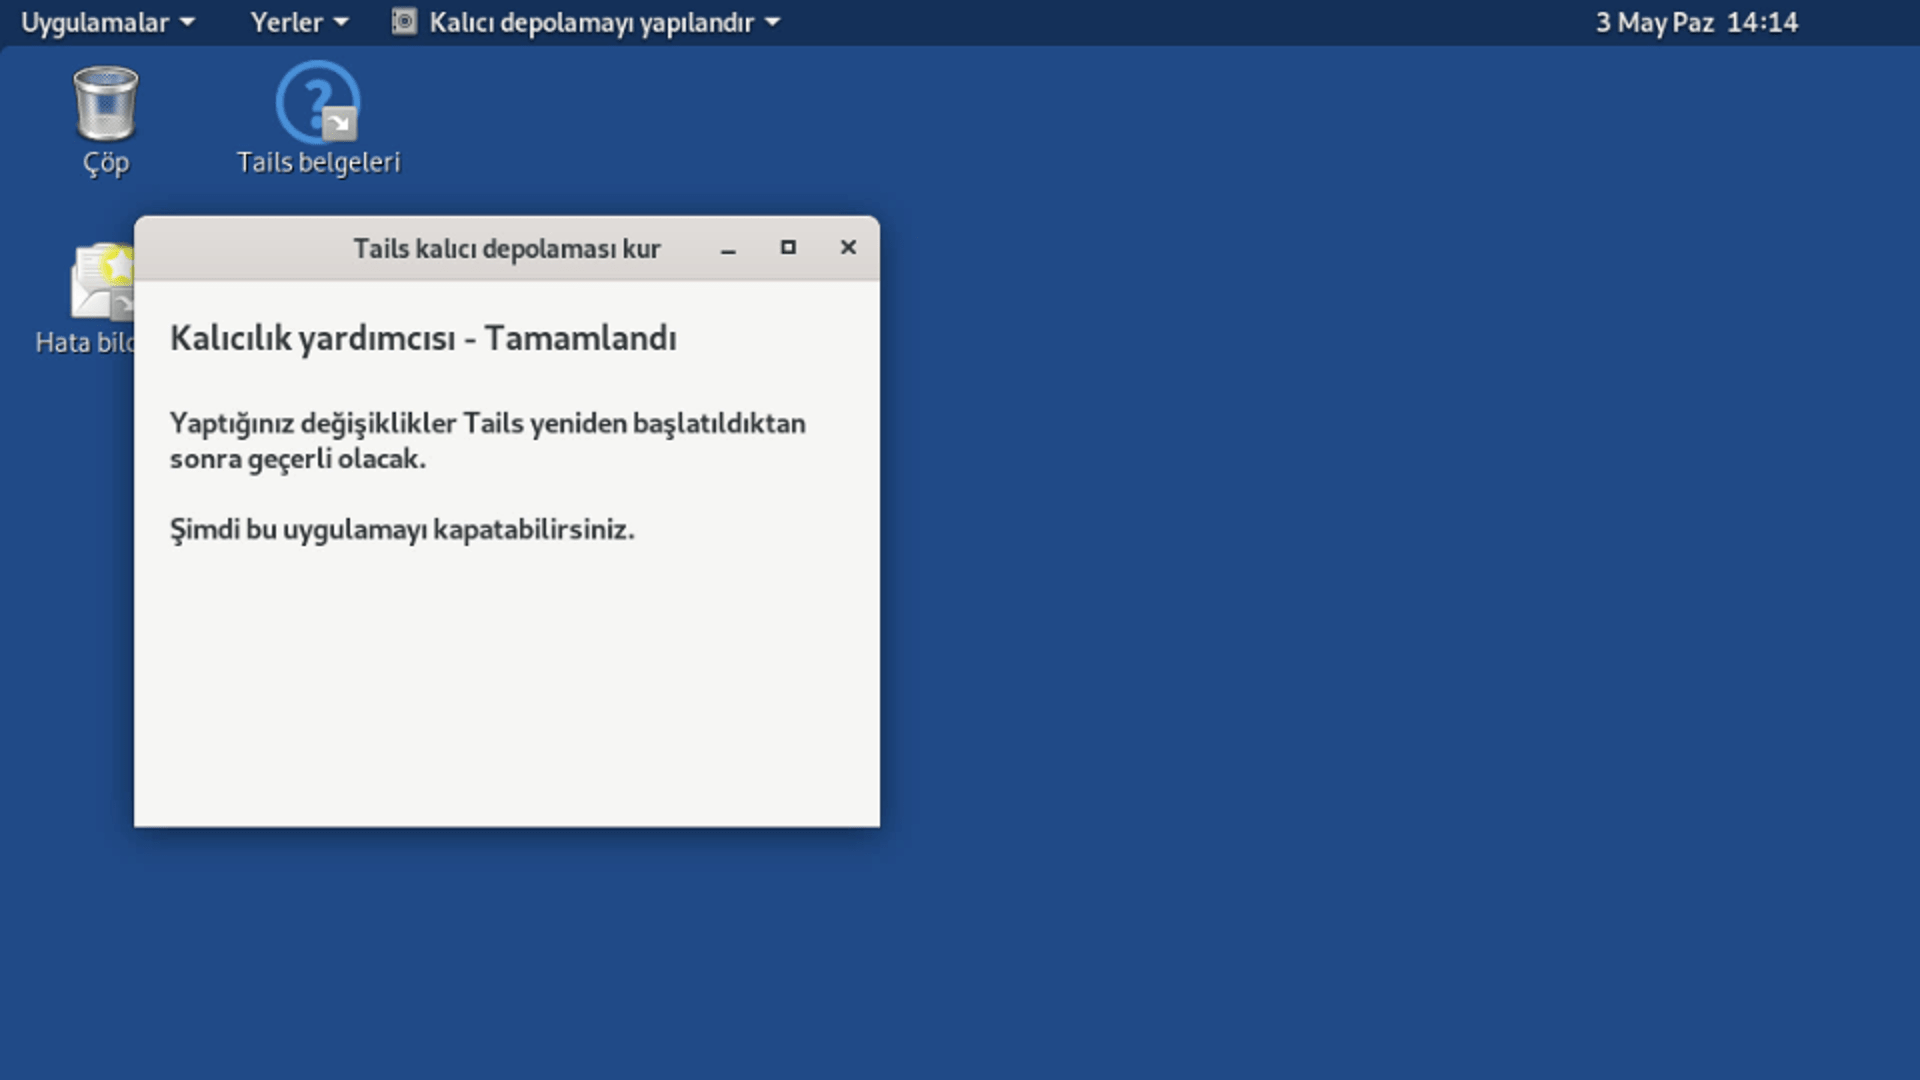 Uygulamalar Yerler Kalıcı depolamayı yapılandır 3 May Paz 14:14
Çöp Tails belgeleri
Hata
Tails kalıcı depolaması kur
Kalıcılık yardımcısı - Tamamlandı
Yaptığınız değişiklikler Tails yeniden başlatıldıktan
sonra geçerli olacak.
Şimdi bu uygulamayı kapatabilirsiniz.